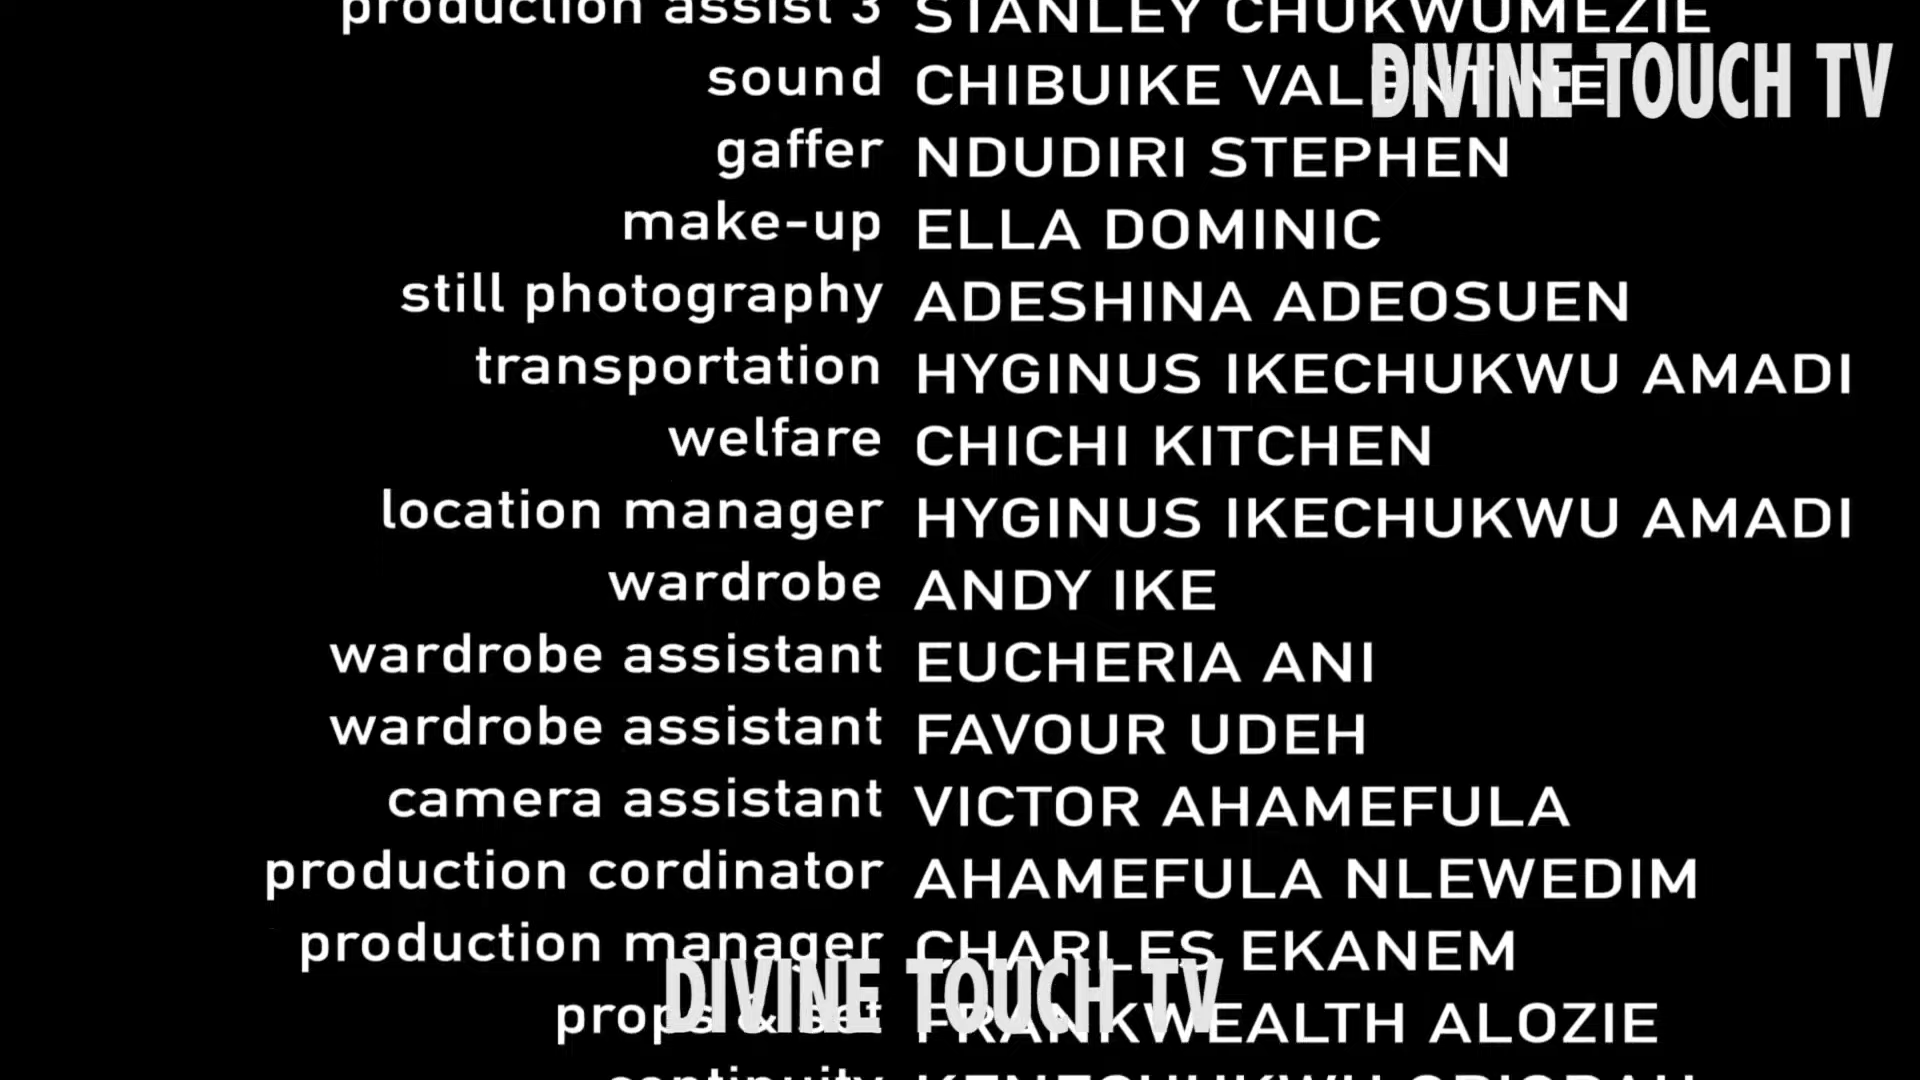 production assist 3 STANLEY CHUKWUMEZIE
DIVINE TOUCH TV
sound CHIBUIKE VALENTINE
gaffer NDUDIRI STEPHEN
make-up ELLA DOMINIC
still photography ADESHINA ADEOSUEN
transportation HYGINUS IKECHUKWU AMADI
welfare CHICHI KITCHEN
location manager HYGINUS IKECHUKWU AMADI
wardrobe ANDY IKE
wardrobe assistant EUCHERIA ANI
wardrobe assistant FAVOUR UDEH
camera assistant VICTOR AHAMEFULA
production cordinator AHAMEFULA NLEWEDIM
production manager CHARLES EKANEM
DIVINE TOUCH TV
props & set FRANKWEALTH ALOZIE
continuity